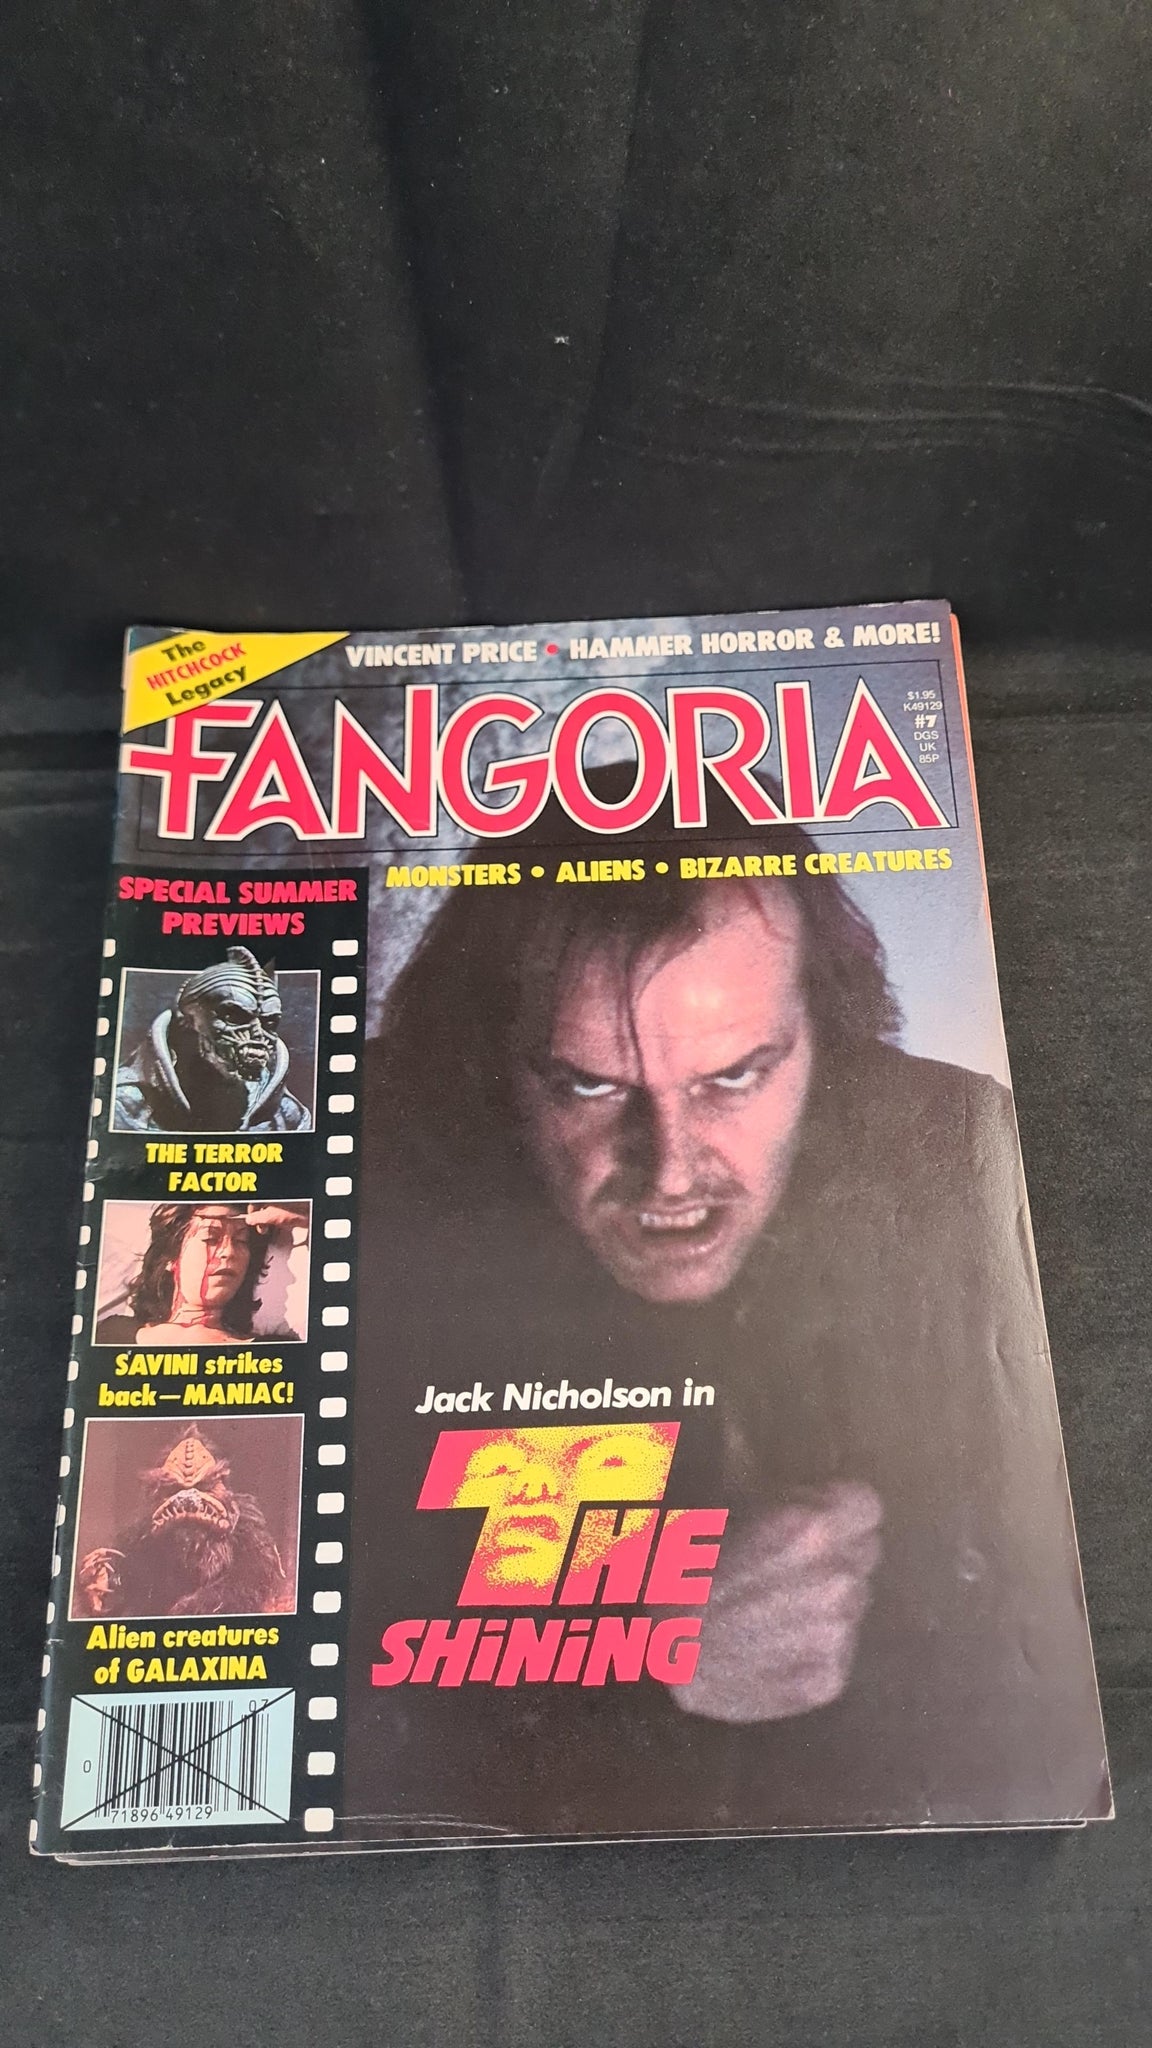 The
HITCHCOCK
Legacy
VINCENT PRICE • HAMMER HORROR & MORE!
FANGORIA
$1.95
K49129
#7
DGS
UK
85P
MONSTERS • ALIENS • BIZARRE CREATURES
SPECIAL SUMMER
PREVIEWS
THE TERROR
FACTOR
SAVINI strikes
back—MANIAC!
Alien creatures
of GALAXINA
Jack Nicholson in
THE
SHiNiNG
07
0
71896 49129